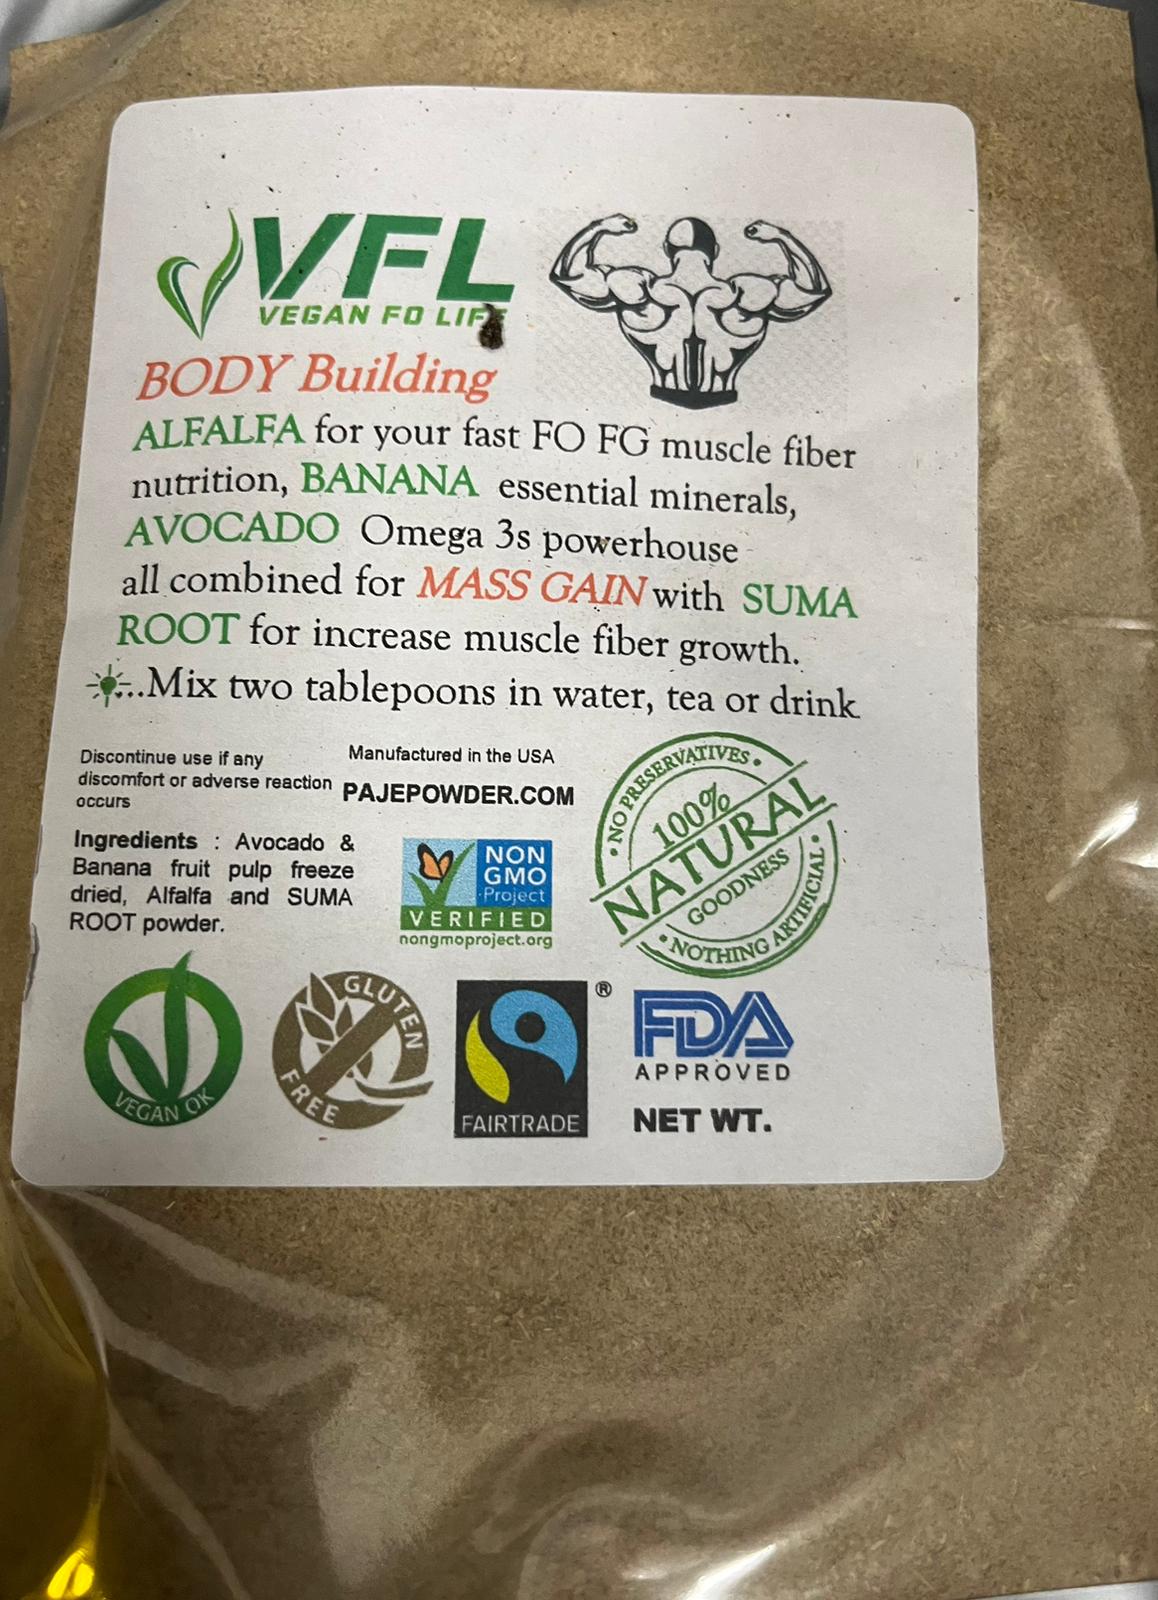 VFL
VEGAN FO LIFE
BODY Building
ALFALFA for your fast FO FG muscle fiber
nutrition, BANANA essential minerals,
AVOCADO Omega 3s powerhouse
all combined for MASS GAIN with SUMA
ROOT for increase muscle fiber growth.
...Mix two tablepoons in water, tea or drink
Discontinue use if any
discomfort or adverse reaction
occurs
Manufactured in the USA
PAJEPOWDER.COM
Ingredients : Avocado &
Banana fruit pulp freeze
dried, Alfalfa and SUMA
ROOT powder.
NON
GMO
Project
VERIFIED
nongmoproject.org
• NO PRESERVATIVES •
100%
NATURAL
GOODNESS
• NOTHING ARTIFICIAL •
VEGAN OK
GLUTEN
FREE
FAIRTRADE
®
FDA
APPROVED
NET WT.